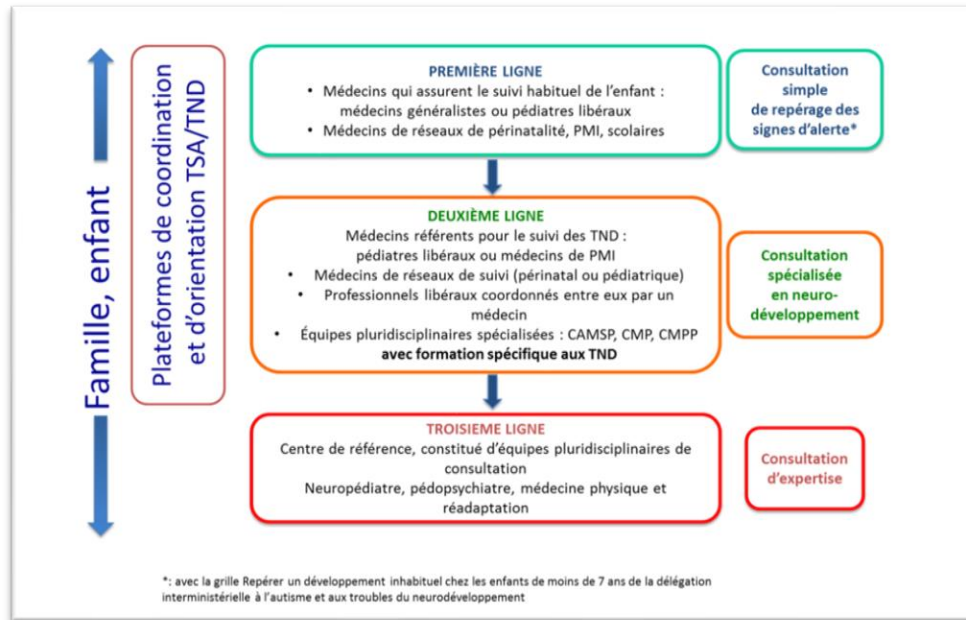 Famille, enfant
Plateformes de coordination
et d'orientation TSA/TND
PREMIÈRE LIGNE
• Médecins qui assurent le suivi habituel de l'enfant :
médecins généralistes ou pédiatres libéraux
• Médecins de réseaux de périnatalité, PMI, scolaires
Consultation
simple
de repérage des
signes d'alerte*
DEUXIÈME LIGNE
Médecins référents pour le suivi des TND :
pédiatres libéraux ou médecins de PMI
• Médecins de réseaux de suivi (périnatal ou pédiatrique)
• Professionnels libéraux coordonnés entre eux par un
médecin
• Équipes pluridisciplinaires spécialisées : CAMSP, CMP, CMPP
avec formation spécifique aux TND
Consultation
spécialisée
en neuro-
développement
TROISIEME LIGNE
Centre de référence, constitué d'équipes pluridisciplinaires de
consultation
Neuropédiatre, pédopsychiatre, médecine physique et
réadaptation
Consultation
d'expertise
*: avec la grille Repérer un développement inhabituel chez les enfants de moins de 7 ans de la délégation
interministérielle à l'autisme et aux troubles du neurodéveloppement